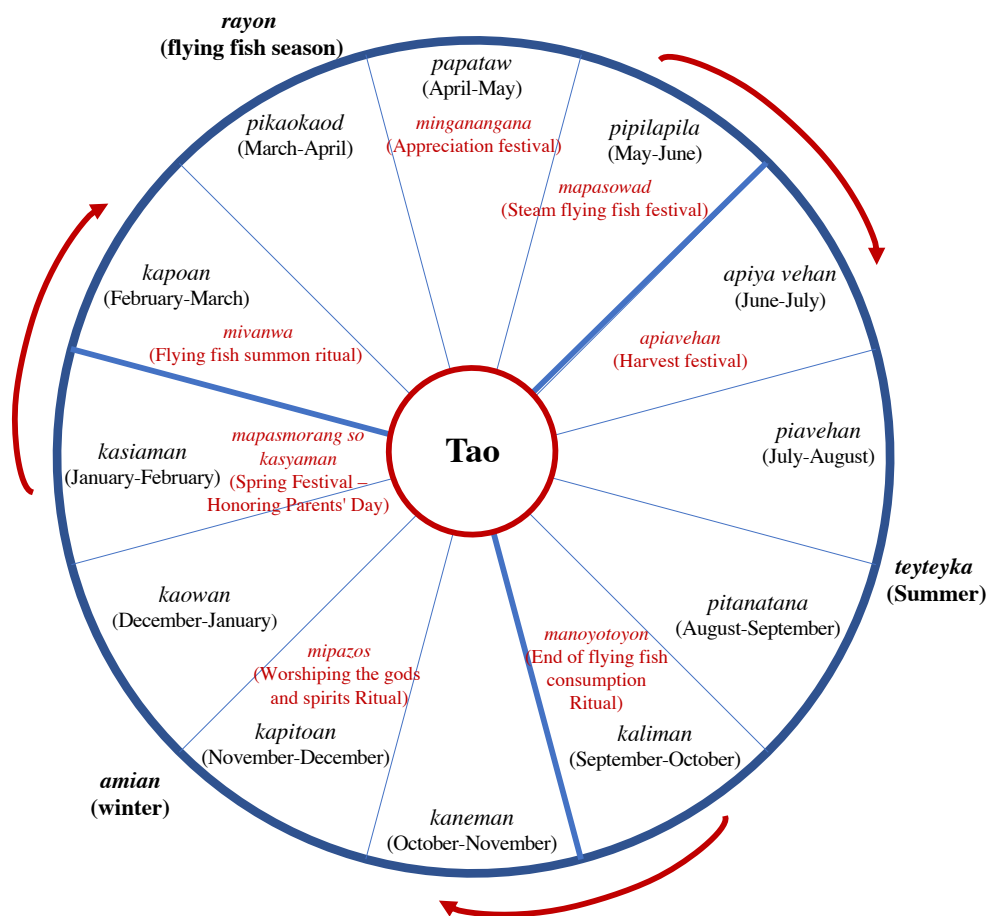 rayon
(flying fish season)
papataw
(April-May)
minganangana
(Appreciation festival)
pipilapila
(May-June)
mapasowad
(Steam flying fish festival)
apiya vehan
(June-July)
apiavehan
(Harvest festival)
piavehan
(July-August)
teyteyka
(Summer)
pitanatana
(August-September)
manoyotoyon
(End of flying fish
consumption
Ritual)
kaliman
(September-October)
kaneman
(October-November)
mipazos
(Worshiping the gods
and spirits Ritual)
kapitoan
(November-December)
amian
(winter)
kaowan
(December-January)
kasiaman
(January-February)
mapasmorang so
kasyaman
(Spring Festival –
Honoring Parents' Day)
kapoan
(February-March)
mivanwa
(Flying fish summon ritual)
pikaokaod
(March-April)
Tao